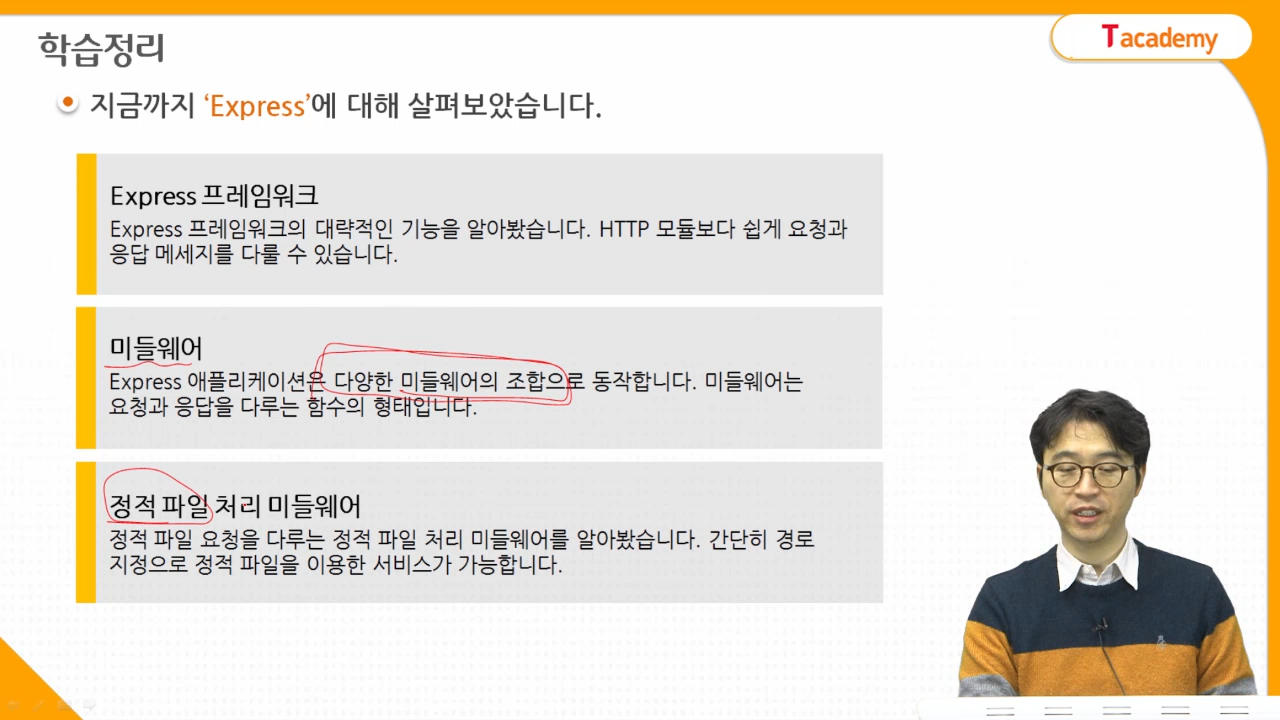 학습정리
Tacademy
지금까지 ‘Express’에 대해 살펴보았습니다.
Express 프레임워크
Express 프레임워크의 대략적인 기능을 알아봤습니다. HTTP 모듈보다 쉽게 요청과
응답 메세지를 다룰 수 있습니다.
미들웨어
Express 애플리케이션은 다양한 미들웨어의 조합으로 동작합니다. 미들웨어는
요청과 응답을 다루는 함수의 형태입니다.
정적 파일 처리 미들웨어
정적 파일 요청을 다루는 정적 파일 처리 미들웨어를 알아봤습니다. 간단히 경로
지정으로 정적 파일을 이용한 서비스가 가능합니다.